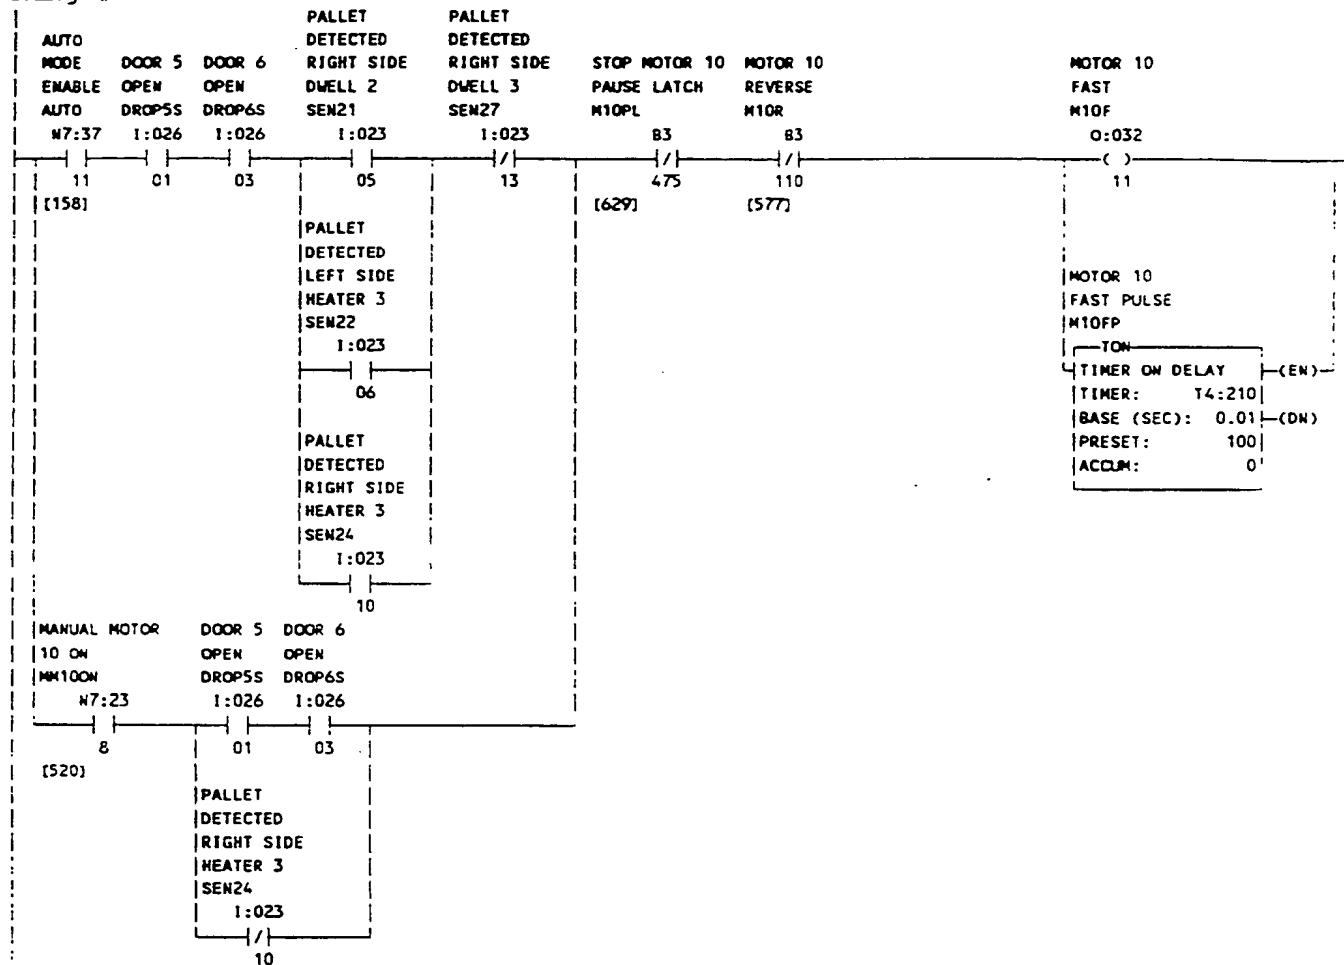 PALLET PALLET
AUTO DETECTED DETECTED
MODE DOOR 5 DOOR 6 RIGHT SIDE RIGHT SIDE STOP MOTOR 10 MOTOR 10 MOTOR 10
ENABLE OPEN OPEN DWELL 2 DWELL 3 PAUSE LATCH REVERSE FAST
AUTO DROP5S DROP6S SEN21 SEN27 M10PL M10R M10F
N7:37 I:026 I:026 I:023 I:023 B3 B3 O:032
11 01 03 05 13 475 110 11
[158] [629] [577]
PALLET
DETECTED
LEFT SIDE
HEATER 3
SEN22
I:023
06
MOTOR 10
FAST PULSE
M10FP
TON
TIMER ON DELAY (EN)
TIMER: T4:210
BASE (SEC): 0.01 (DN)
PRESET: 100
ACCUM: 0
PALLET
DETECTED
RIGHT SIDE
HEATER 3
SEN24
I:023
10
MANUAL MOTOR DOOR 5 DOOR 6
10 ON OPEN OPEN
MM10ON DROP5S DROP6S
N7:23 I:026 I:026
8 01 03
[520]
PALLET
DETECTED
RIGHT SIDE
HEATER 3
SEN24
I:023
10